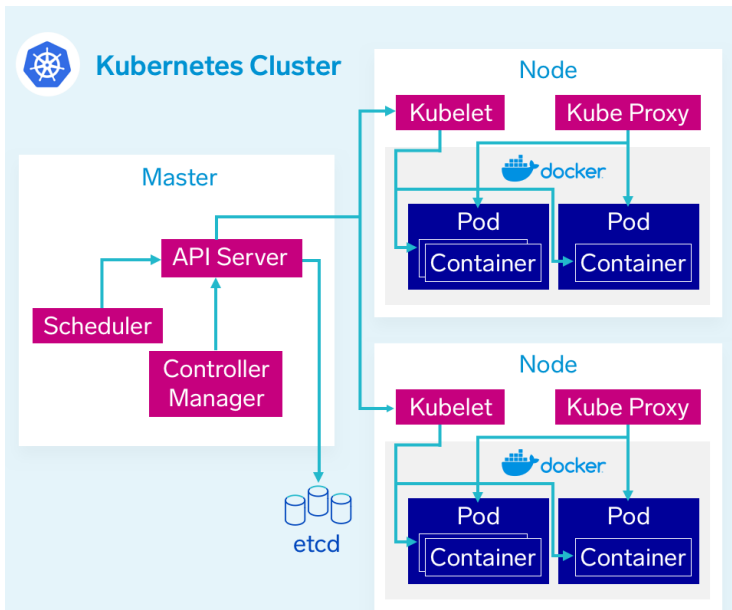 Kubernetes Cluster
Master
API Server
Scheduler
Controller
Manager
etcd
Node
Kubelet
Kube Proxy
docker
Pod
Container
Pod
Container
Node
Kubelet
Kube Proxy
docker
Pod
Container
Pod
Container